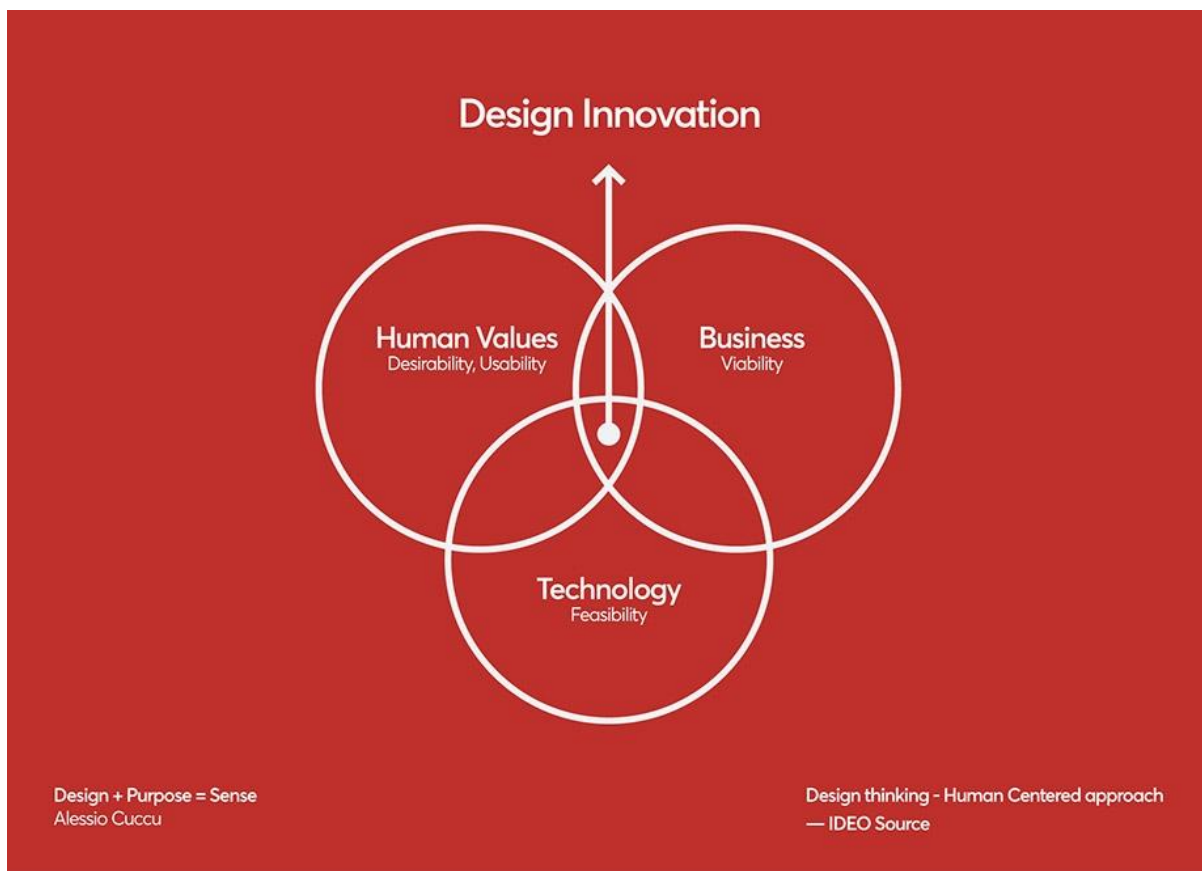 Design Innovation
Human Values
Desirability, Usability
Business
Viability
Technology
Feasibility
Design + Purpose = Sense
Alessio Cuccu
Design thinking - Human Centered approach
— IDEO Source